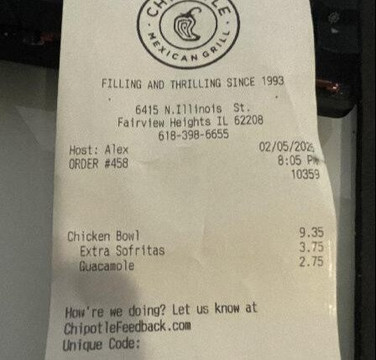 MEXICAN GRILL
FILLING AND THRILLING SINCE 1993
6415 N.Illinois St.
Fairview Heights IL 62208
618-398-6655
Host: Alex
ORDER #458 8:05 PM
10359
Chicken Bowl 9.35
Extra Sofritas 3.75
Guacamole 2.75
How're we doing? Let us know at
ChipotleFeedback.com
Unique Code: